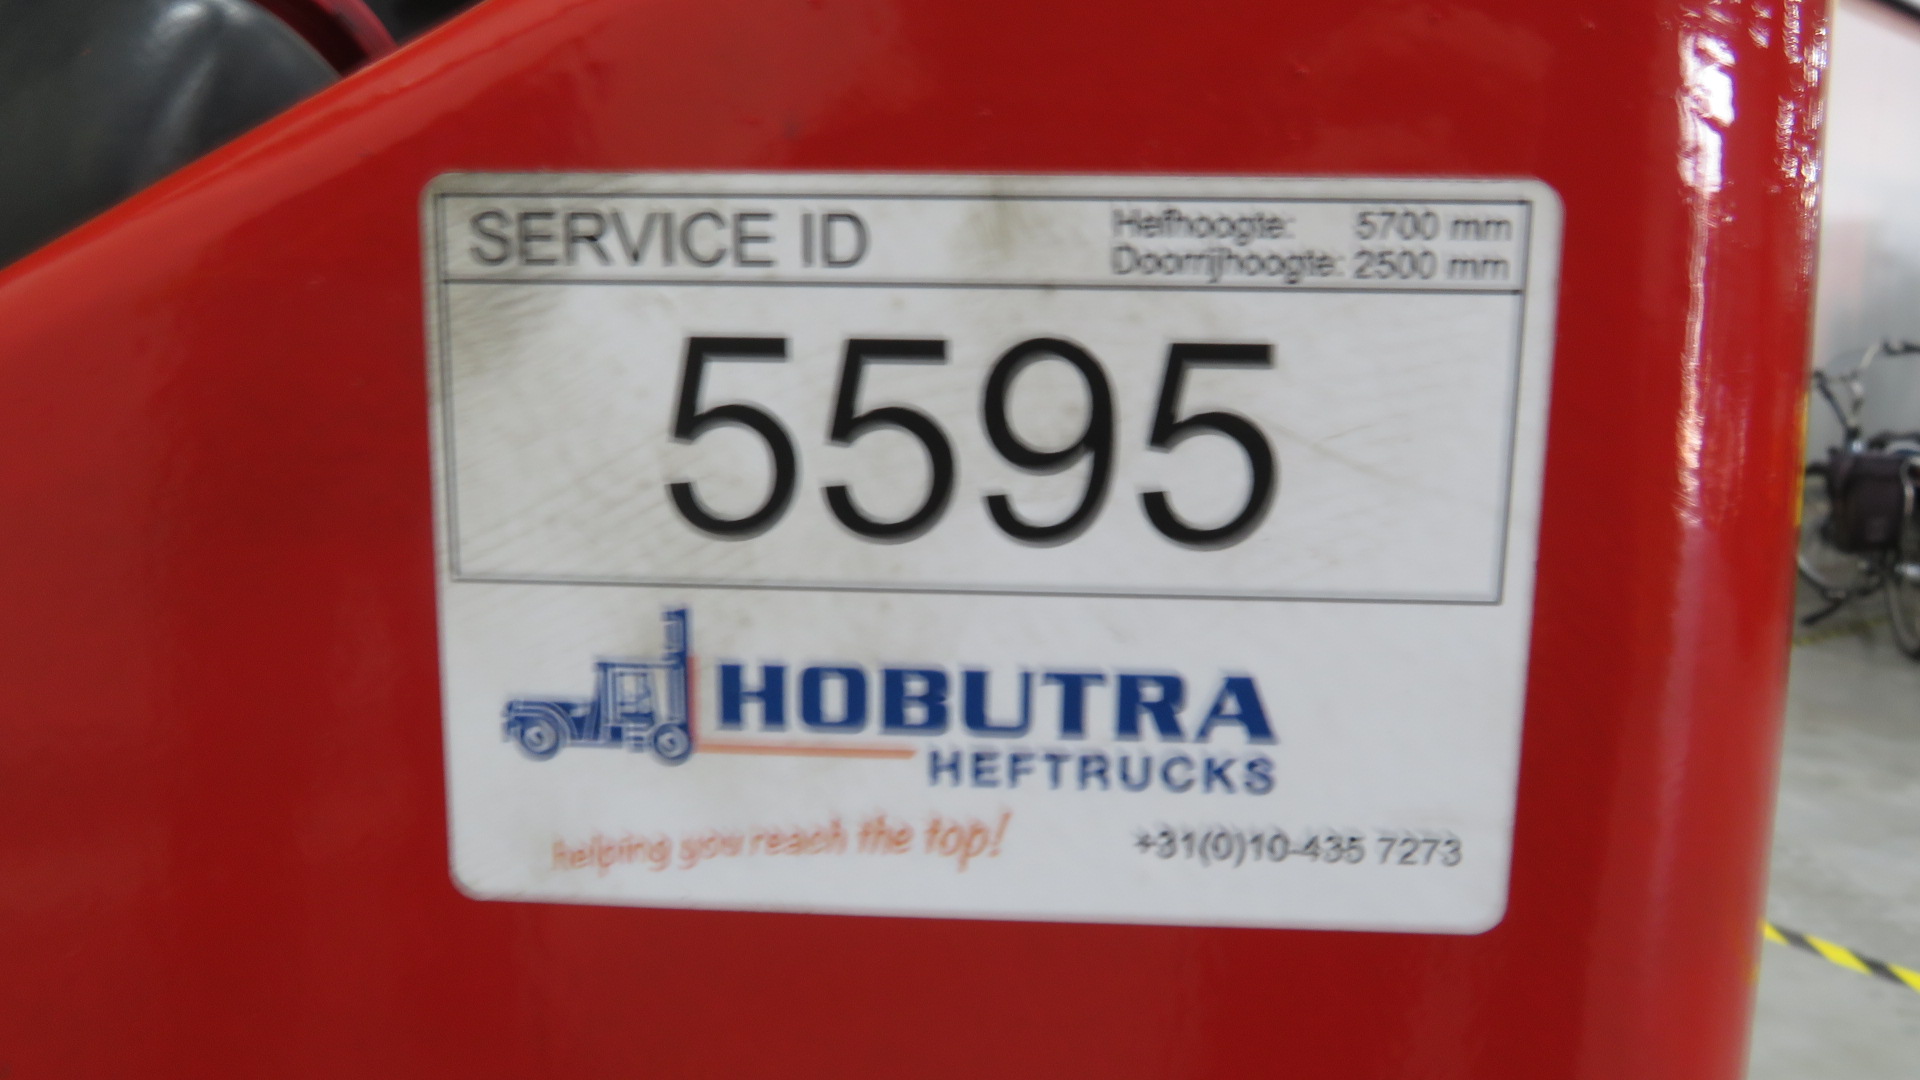 SERVICE ID
Hefhoogte: 5700 mm
Doorrijhoogte: 2500 mm
5595
HOBUTRA
HEFTRUCKS
helping you reach the top!
+31(0)10-435 7273